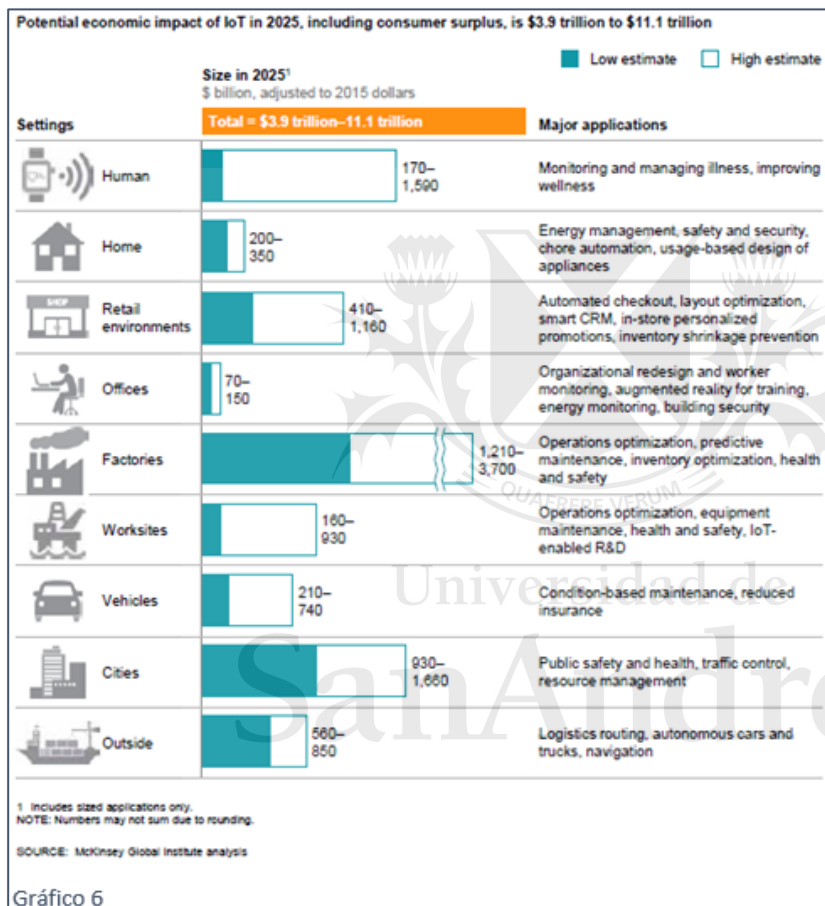 Potential economic impact of IoT in 2025, including consumer surplus, is $3.9 trillion to $11.1 trillion
Low estimate
High estimate
Size in 2025¹
$ billion, adjusted to 2015 dollars
Settings
Total = $3.9 trillion–11.1 trillion
Major applications
Human
170–
1,590
Monitoring and managing illness, improving
wellness
Home
200–
350
Energy management, safety and security,
chore automation, usage-based design of
appliances
SHOP
Retail
environments
410–
1,160
Automated checkout, layout optimization,
smart CRM, in-store personalized
promotions, inventory shrinkage prevention
Offices
70–
150
Organizational redesign and worker
monitoring, augmented reality for training,
energy monitoring, building security
Factories
1,210–
3,700
Operations optimization, predictive
maintenance, inventory optimization, health
and safety
QUAERERE VERUM
Worksites
160–
930
Operations optimization, equipment
maintenance, health and safety, IoT-
enabled R&D
Universidad de
Vehicles
210–
740
Condition-based maintenance, reduced
insurance
SanAndré
Cities
930–
1,660
Public safety and health, traffic control,
resource management
Outside
560–
850
Logistics routing, autonomous cars and
trucks, navigation
1 Includes sized applications only.
NOTE: Numbers may not sum due to rounding.
SOURCE: McKinsey Global Institute analysis
Gráfico 6